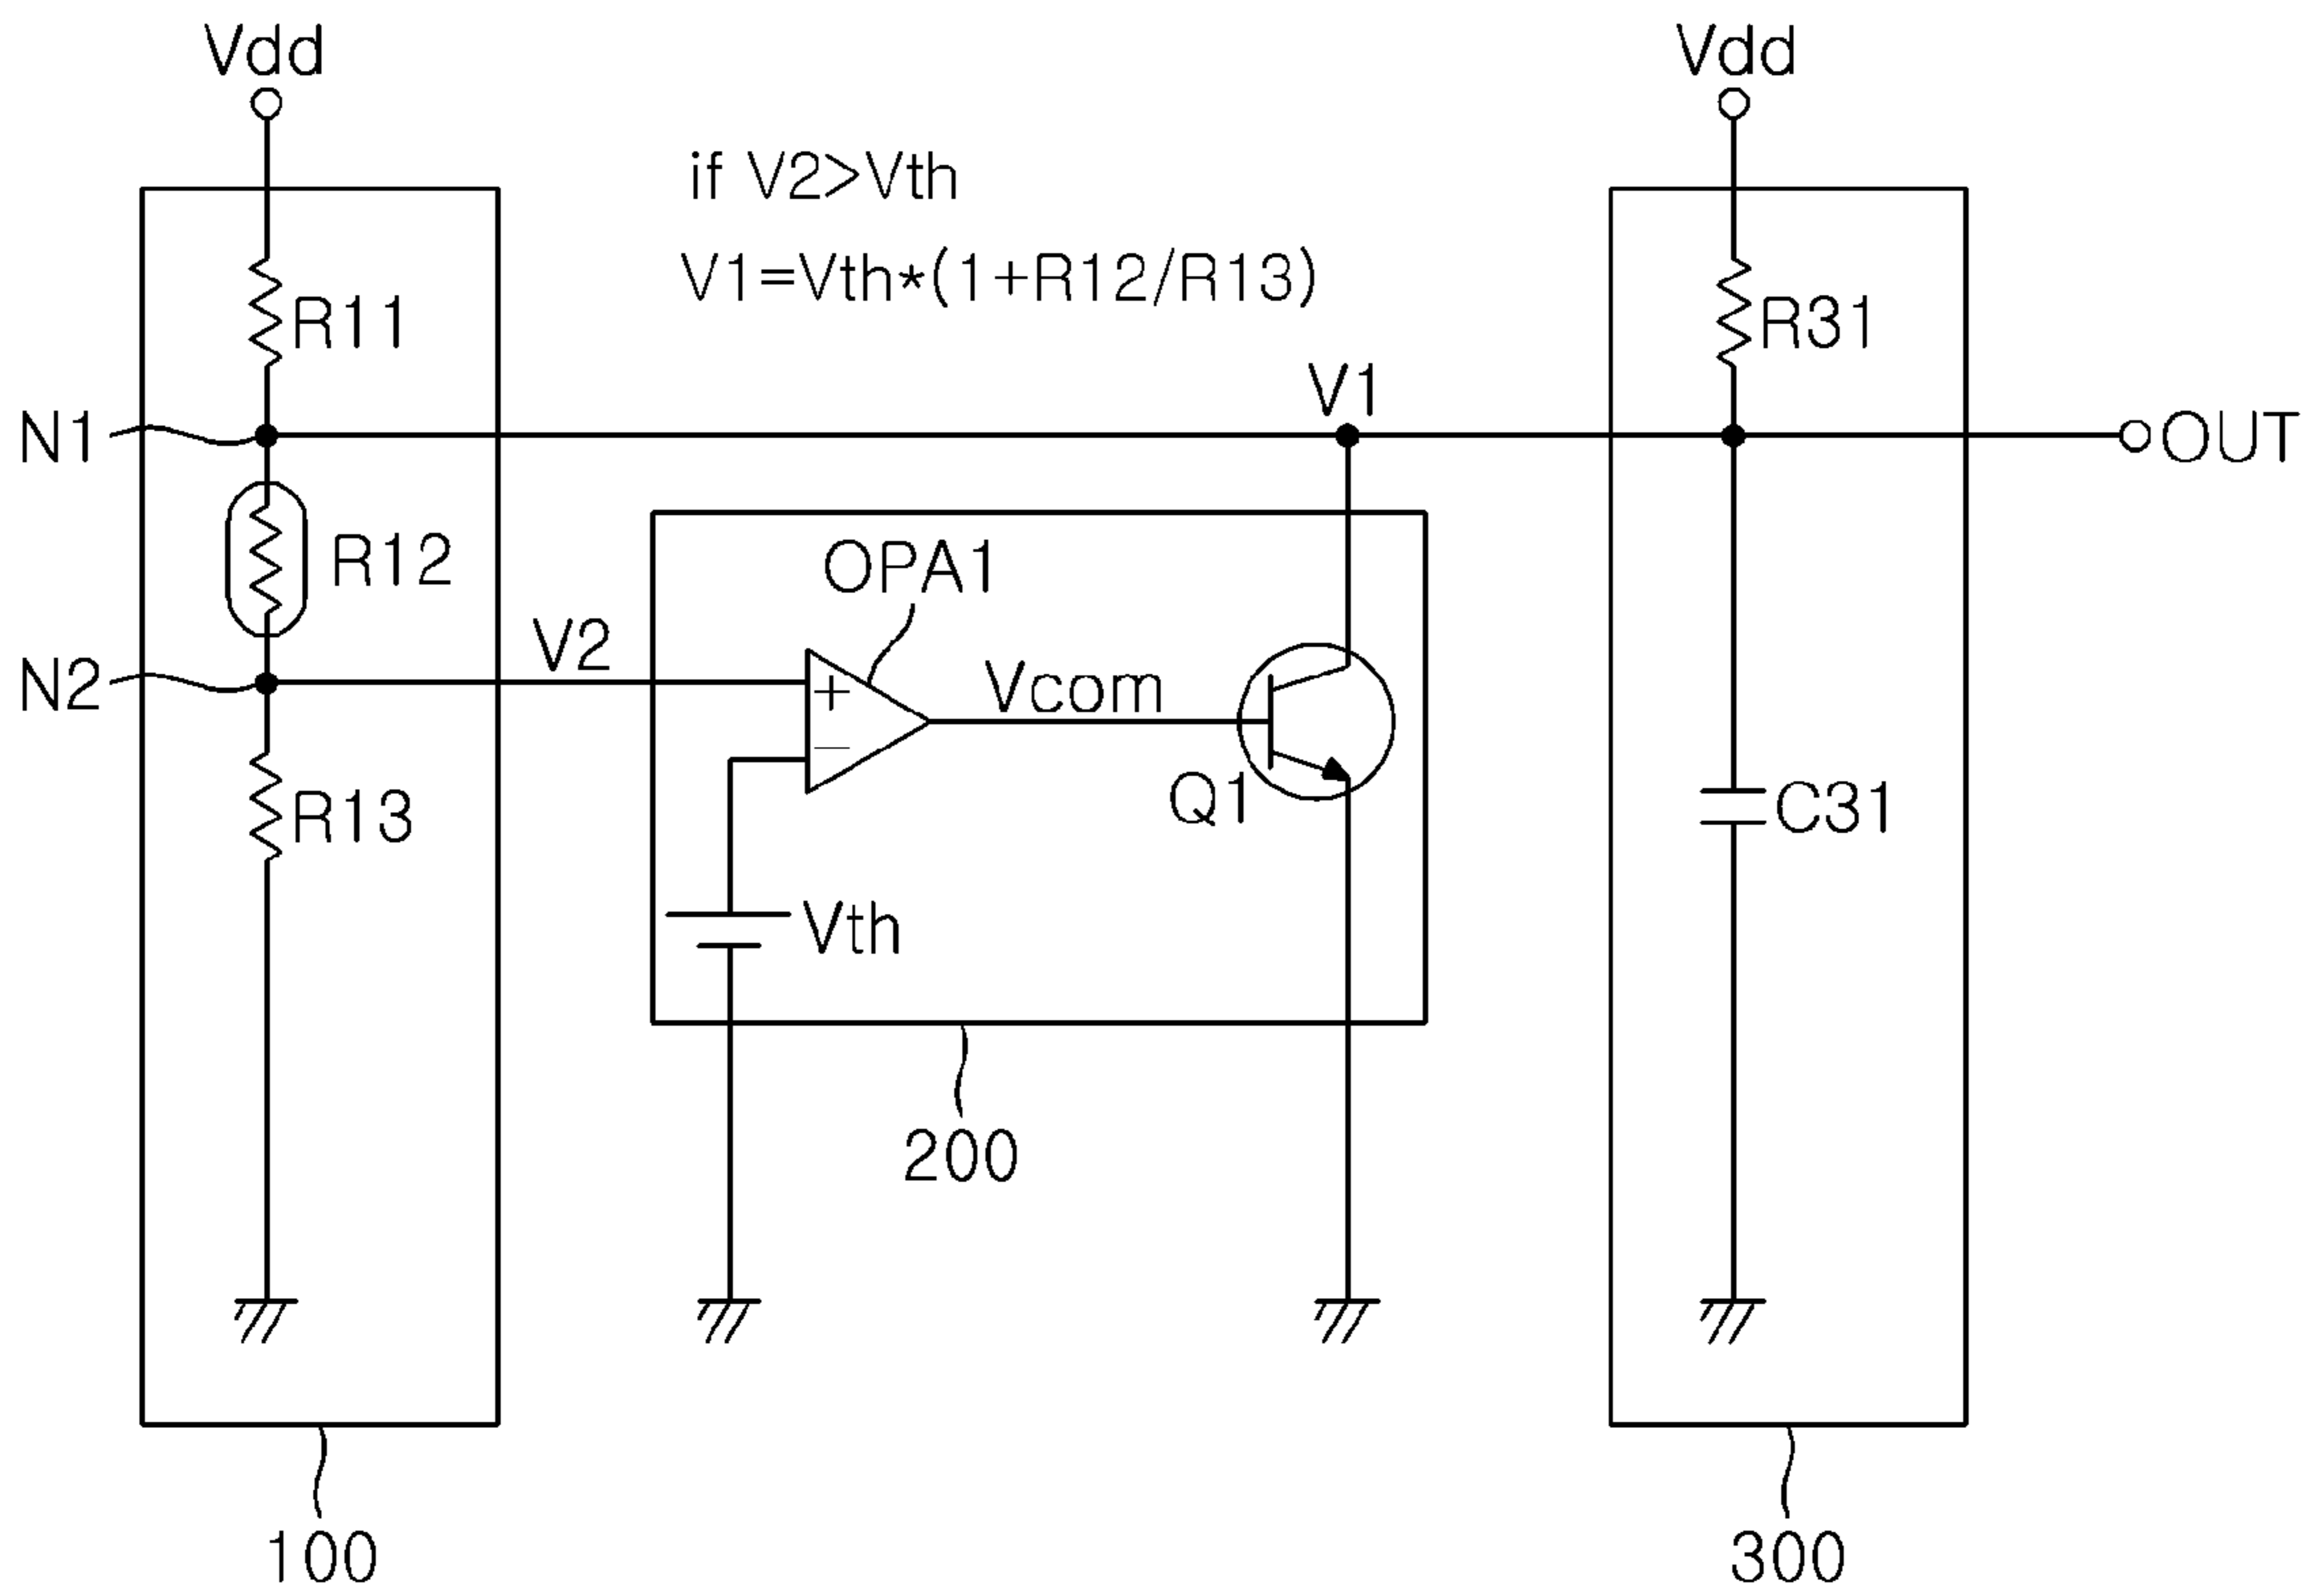 Vdd
Vdd
if V2>Vth
V1=Vth*(1+R12/R13)
R11
R31
V1
N1
OUT
R12
OPA1
V2
N2
Vcom
+
−
Q1
R13
C31
Vth
200
100
300